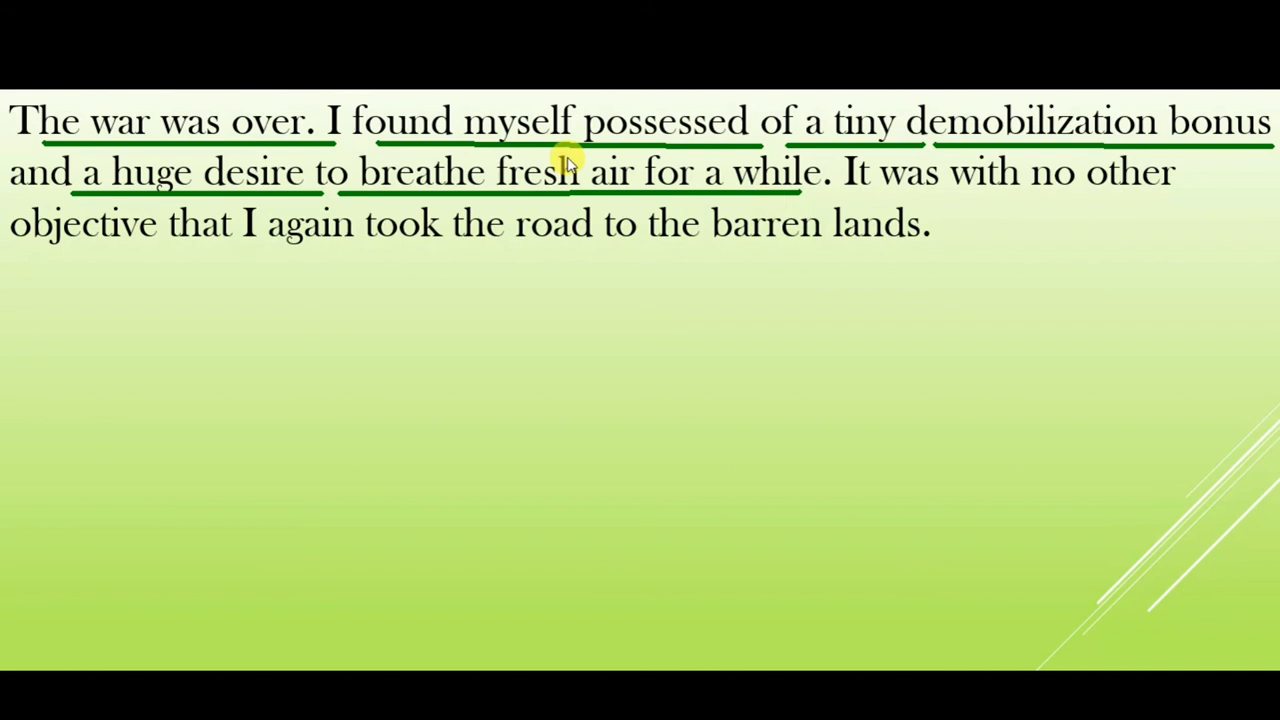 The war was over. I found myself possessed of a tiny demobilization bonus
and a huge desire to breathe fresh air for a while. It was with no other
objective that I again took the road to the barren lands.